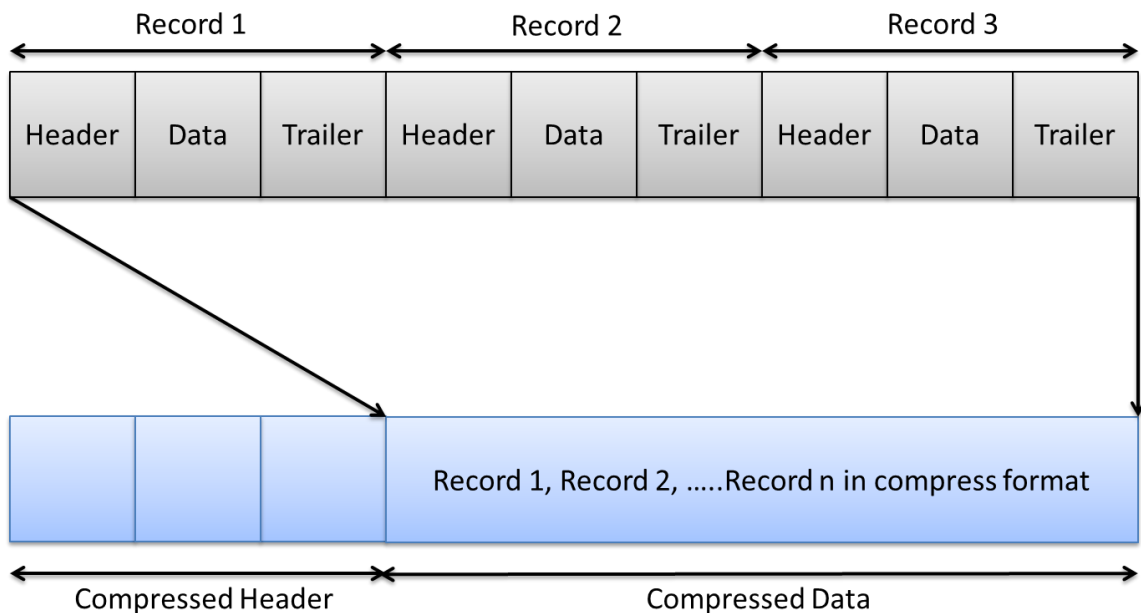 Record 1 Record 2 Record 3
Header Data Trailer Header Data Trailer Header Data Trailer
Record 1, Record 2, …..Record n in compress format
Compressed Header Compressed Data